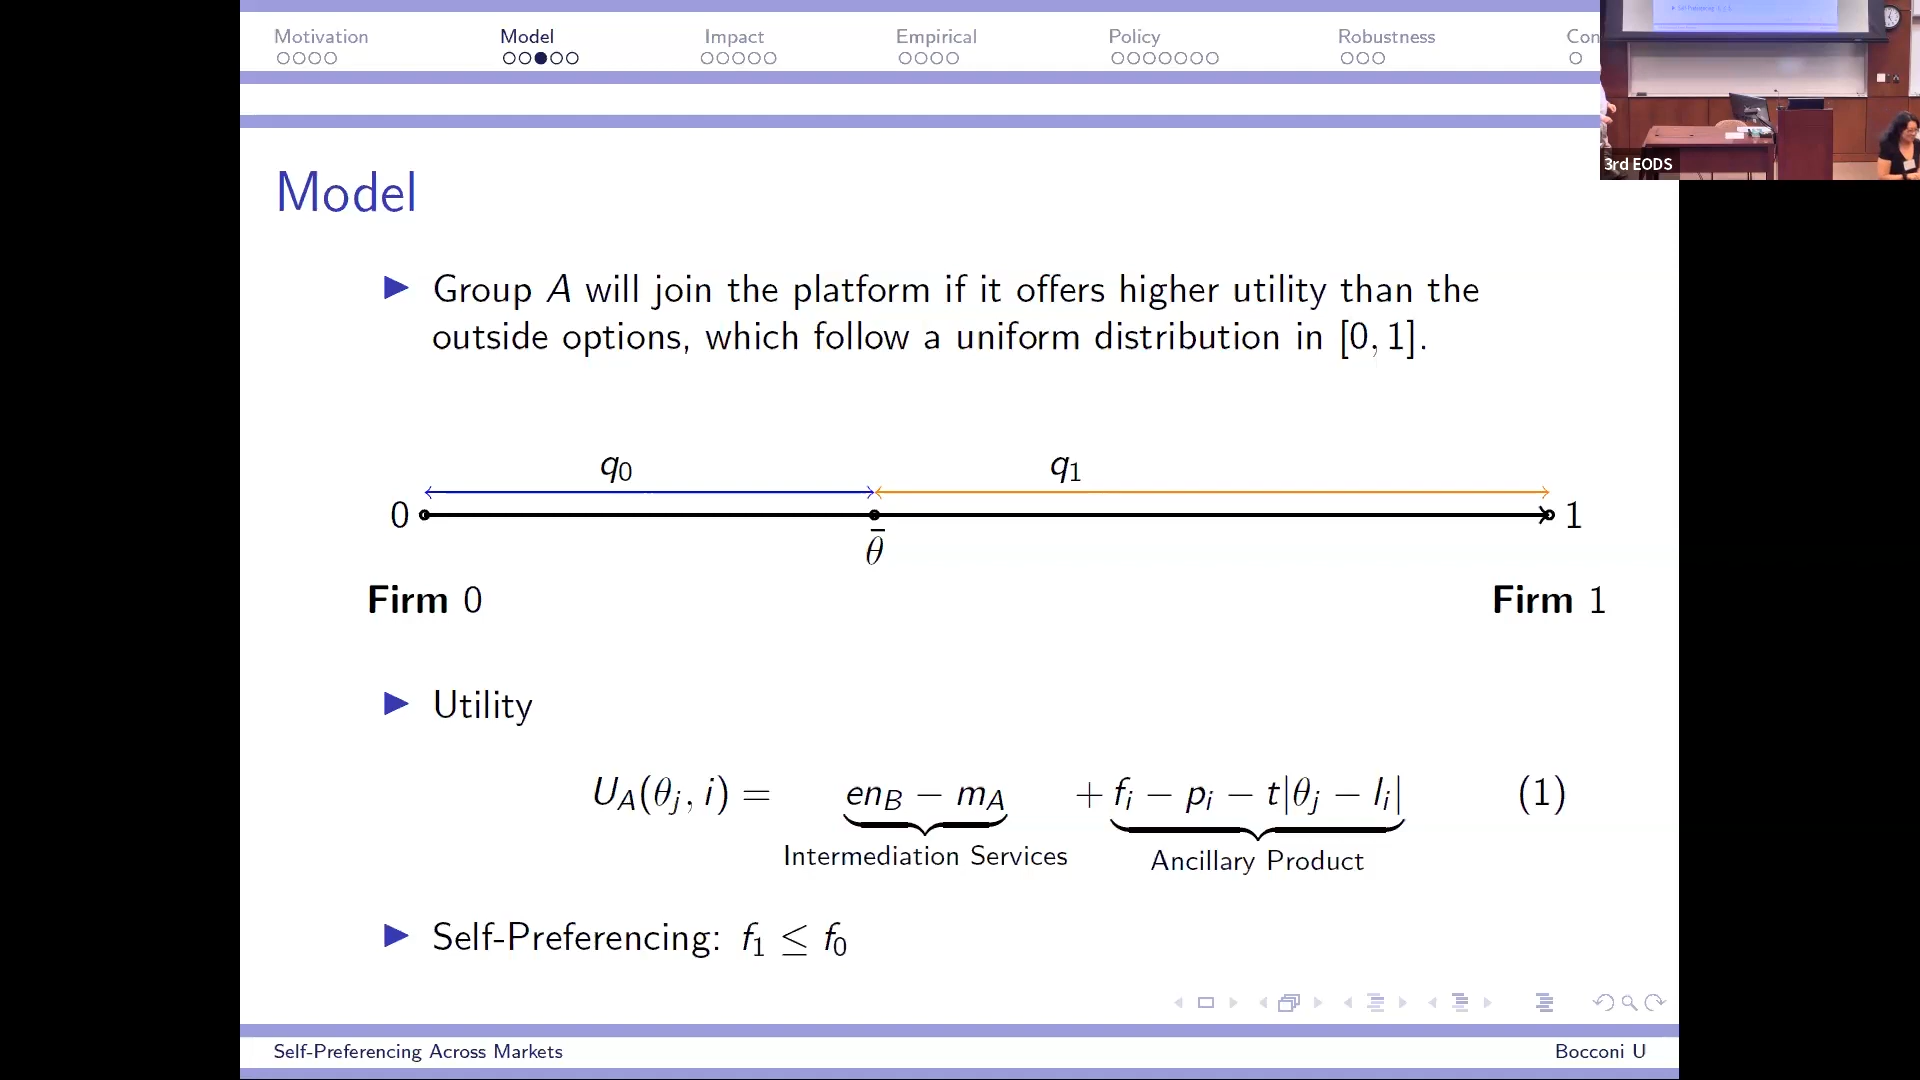 Motivation
Model
Impact
Empirical
Policy
Robustness
Con
3rd EODS
Model
Group A will join the platform if it offers higher utility than the
outside options, which follow a uniform distribution in [0, 1].
q₀
q₁
0
1
θ̄
Firm 0
Firm 1
Utility
U_A(θ_j, i) = en_B − m_A + f_i − p_i − t|θ_j − l_i| (1)
Intermediation Services
Ancillary Product
Self-Preferencing: f₁ ≤ f₀
Self-Preferencing Across Markets
Bocconi U